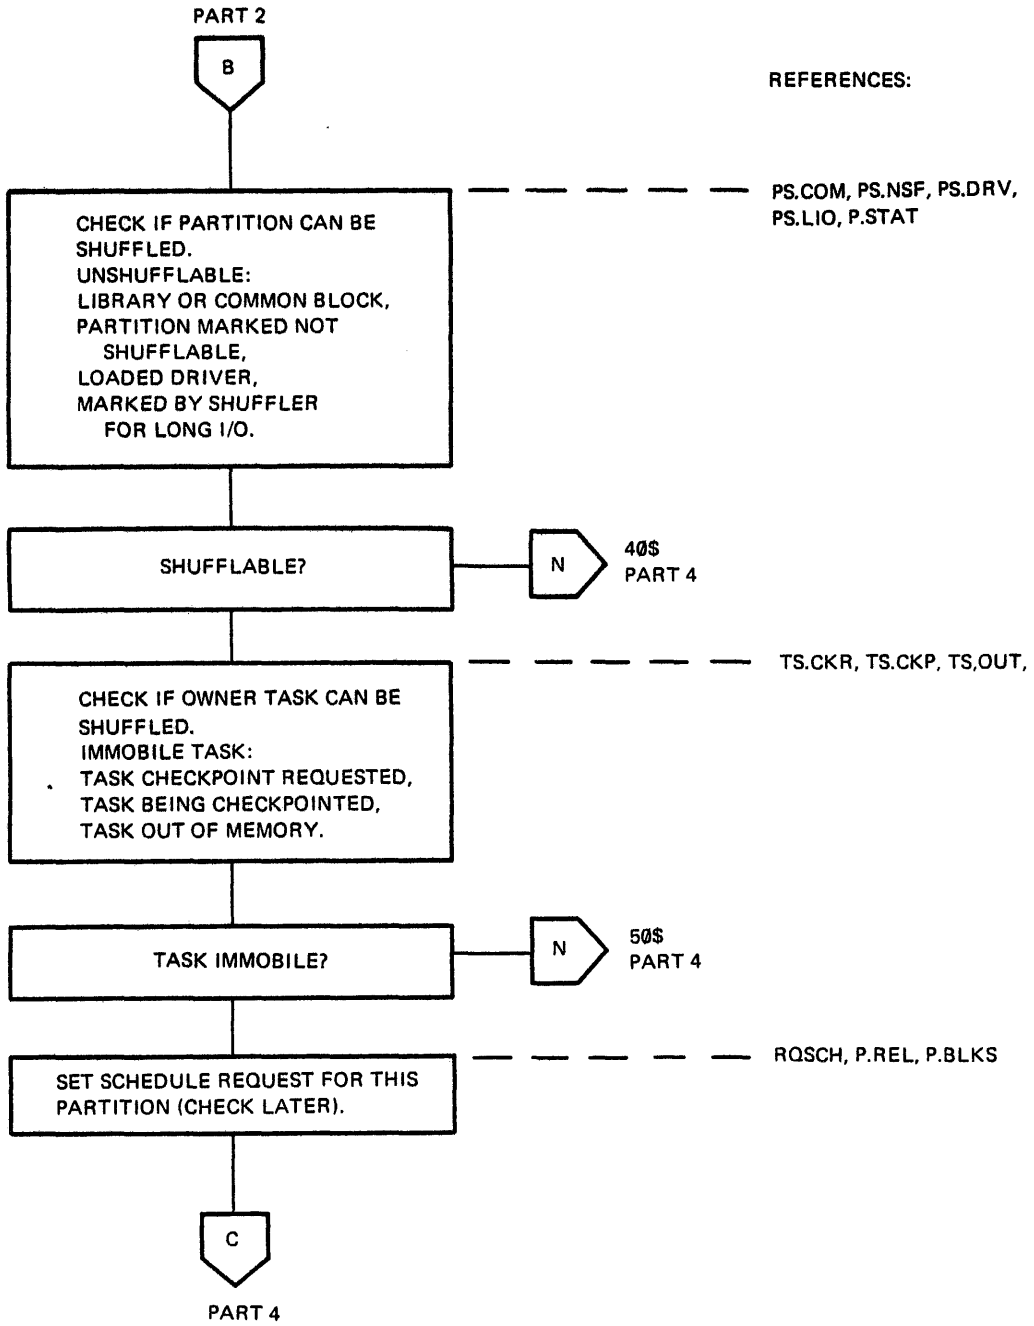 PART 2
B
REFERENCES:
CHECK IF PARTITION CAN BE
SHUFFLED.
UNSHUFFLABLE:
LIBRARY OR COMMON BLOCK,
PARTITION MARKED NOT
SHUFFLABLE,
LOADED DRIVER,
MARKED BY SHUFFLER
FOR LONG I/O.
PS.COM, PS.NSF, PS.DRV,
PS.LIO, P.STAT
SHUFFLABLE?
N
40$
PART 4
CHECK IF OWNER TASK CAN BE
SHUFFLED.
IMMOBILE TASK:
TASK CHECKPOINT REQUESTED,
TASK BEING CHECKPOINTED,
TASK OUT OF MEMORY.
TS.CKR, TS.CKP, TS,OUT,
TASK IMMOBILE?
N
50$
PART 4
SET SCHEDULE REQUEST FOR THIS
PARTITION (CHECK LATER).
RQSCH, P.REL, P.BLKS
C
PART 4